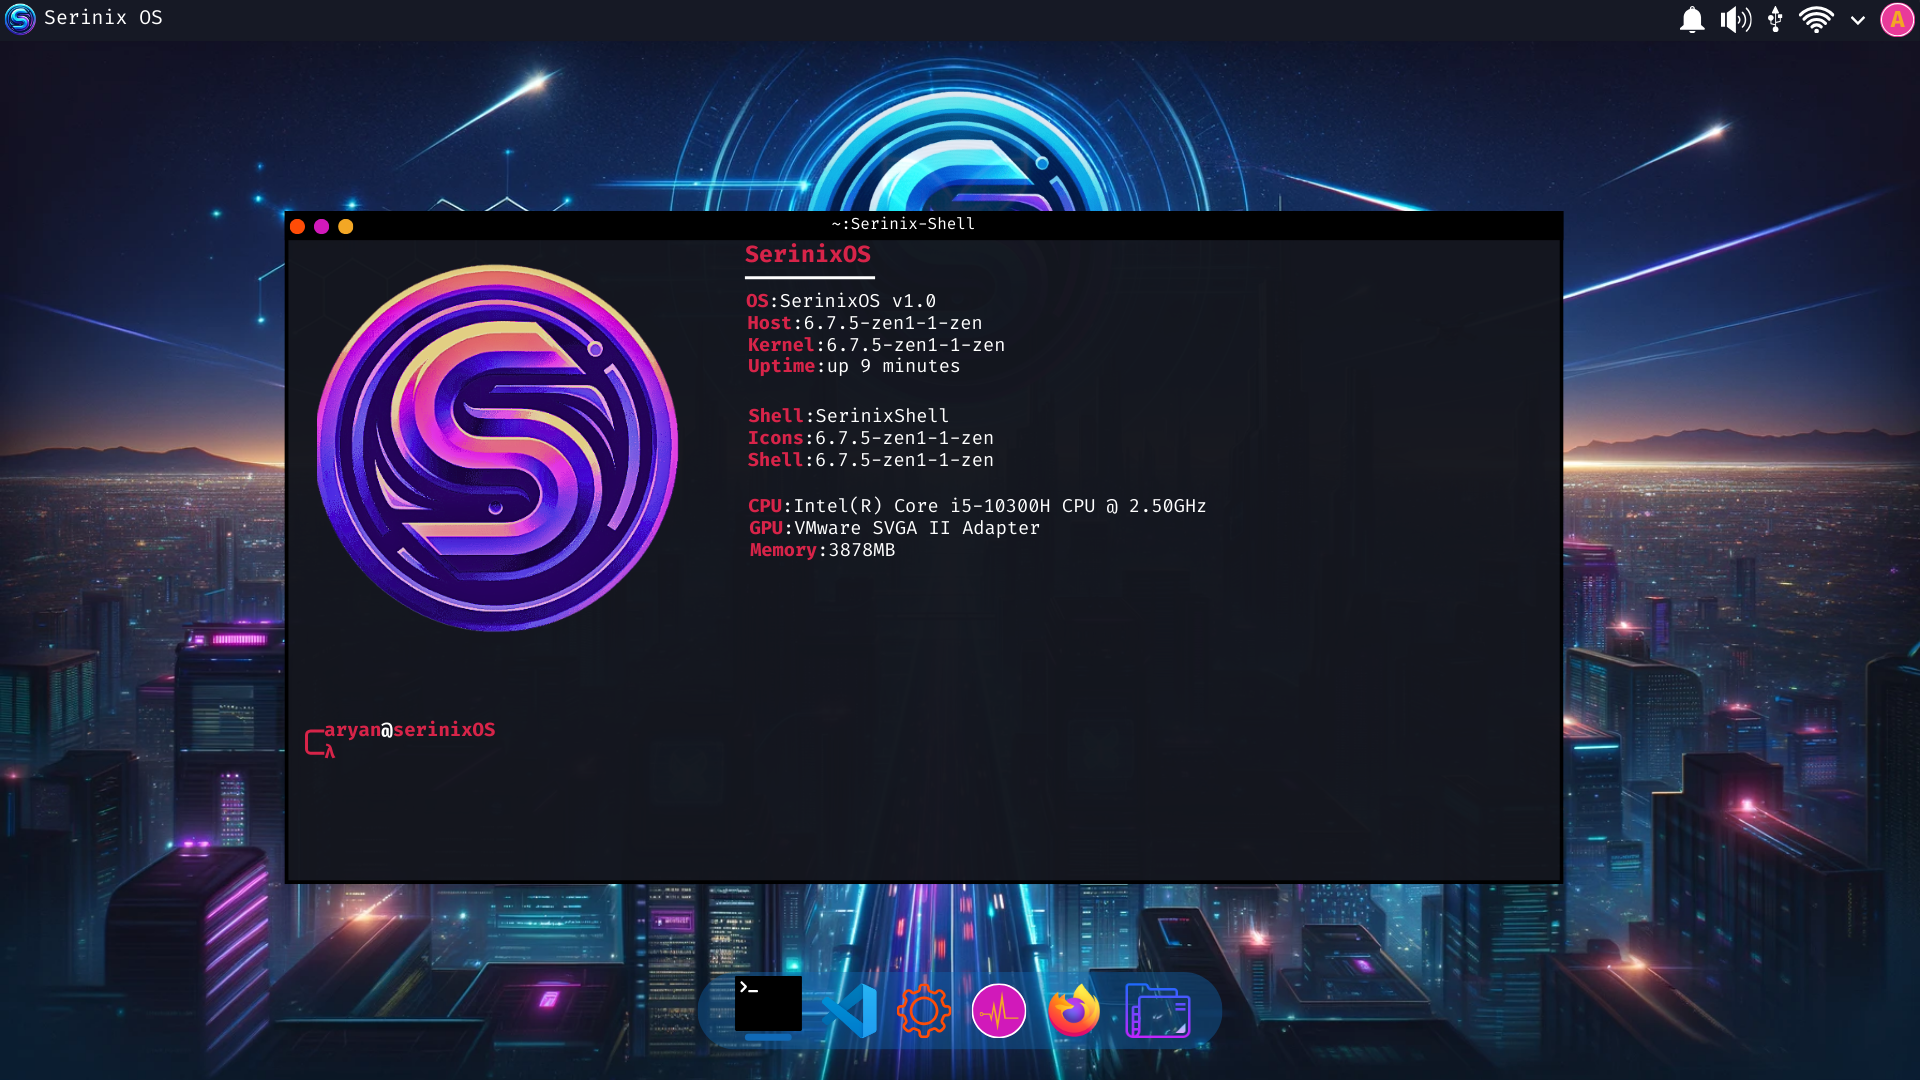 Serinix OS
A
~:Serinix-Shell
SerinixOS
OS:SerinixOS v1.0
Host:6.7.5-zen1-1-zen
Kernel:6.7.5-zen1-1-zen
Uptime:up 9 minutes
Shell:SerinixShell
Icons:6.7.5-zen1-1-zen
Shell:6.7.5-zen1-1-zen
CPU:Intel(R) Core i5-10300H CPU @ 2.50GHz
GPU:VMware SVGA II Adapter
Memory:3878MB
aryan@serinixOS
λ